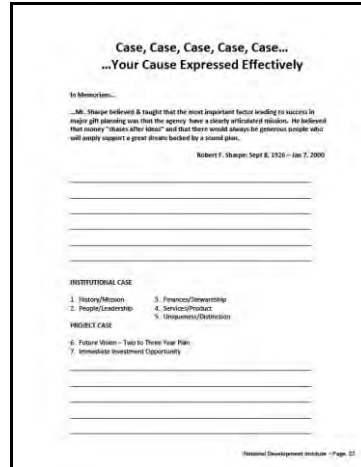 Case, Case, Case, Case, Case...
...Your Cause Expressed Effectively
In Memoriam...
...Mr. Sharpe believed & taught that the most important factor leading to success in
major gift planning was that the agency have a clearly articulated mission. He believed
that money "chases after ideas" and that there would always be generous people who
will amply support a great dream backed by a sound plan.
Robert F. Sharpe: Sept 8, 1926 – Jan 7, 2000
INSTITUTIONAL CASE
1. History/Mission 3. Finances/Stewardship
2. People/Leadership 4. Services/Product
5. Uniqueness/Distinction
PROJECT CASE
6. Future Vision – Two to Three Year Plan
7. Immediate Investment Opportunity
National Development Institute – Page